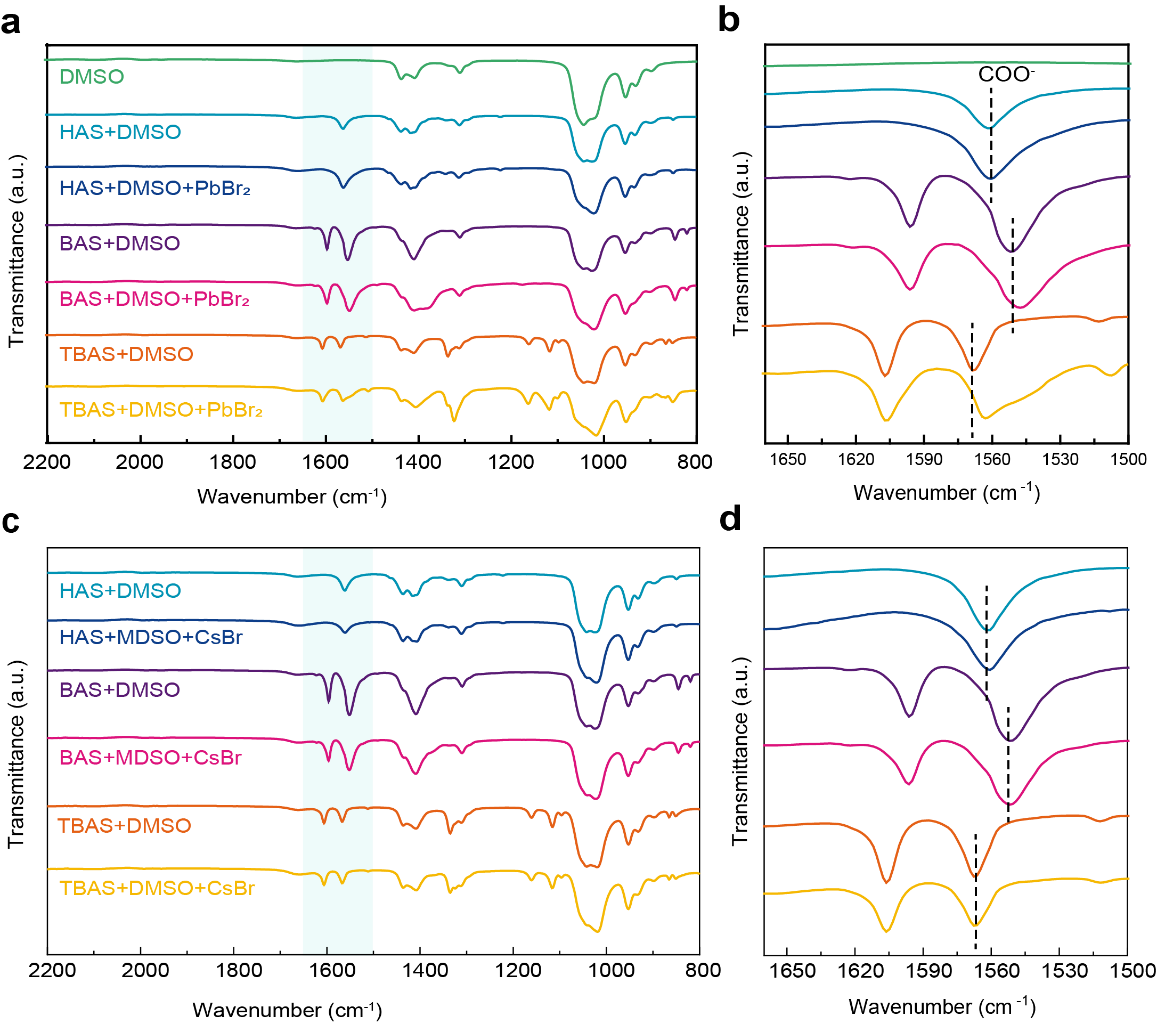 a
DMSO
HAS+DMSO
HAS+DMSO+PbBr₂
BAS+DMSO
BAS+DMSO+PbBr₂
TBAS+DMSO
TBAS+DMSO+PbBr₂
Transmittance (a.u.)
2200 2000 1800 1600 1400 1200 1000 800
Wavenumber (cm⁻¹)
b
COO⁻
Transmittance (a.u.)
1650 1620 1590 1560 1530 1500
Wavenumber (cm⁻¹)
c
HAS+DMSO
HAS+MDSO+CsBr
BAS+DMSO
BAS+MDSO+CsBr
TBAS+DMSO
TBAS+DMSO+CsBr
Transmittance (a.u.)
2200 2000 1800 1600 1400 1200 1000 800
Wavenumber (cm⁻¹)
d
Transmittance (a.u.)
1650 1620 1590 1560 1530 1500
Wavenumber (cm⁻¹)